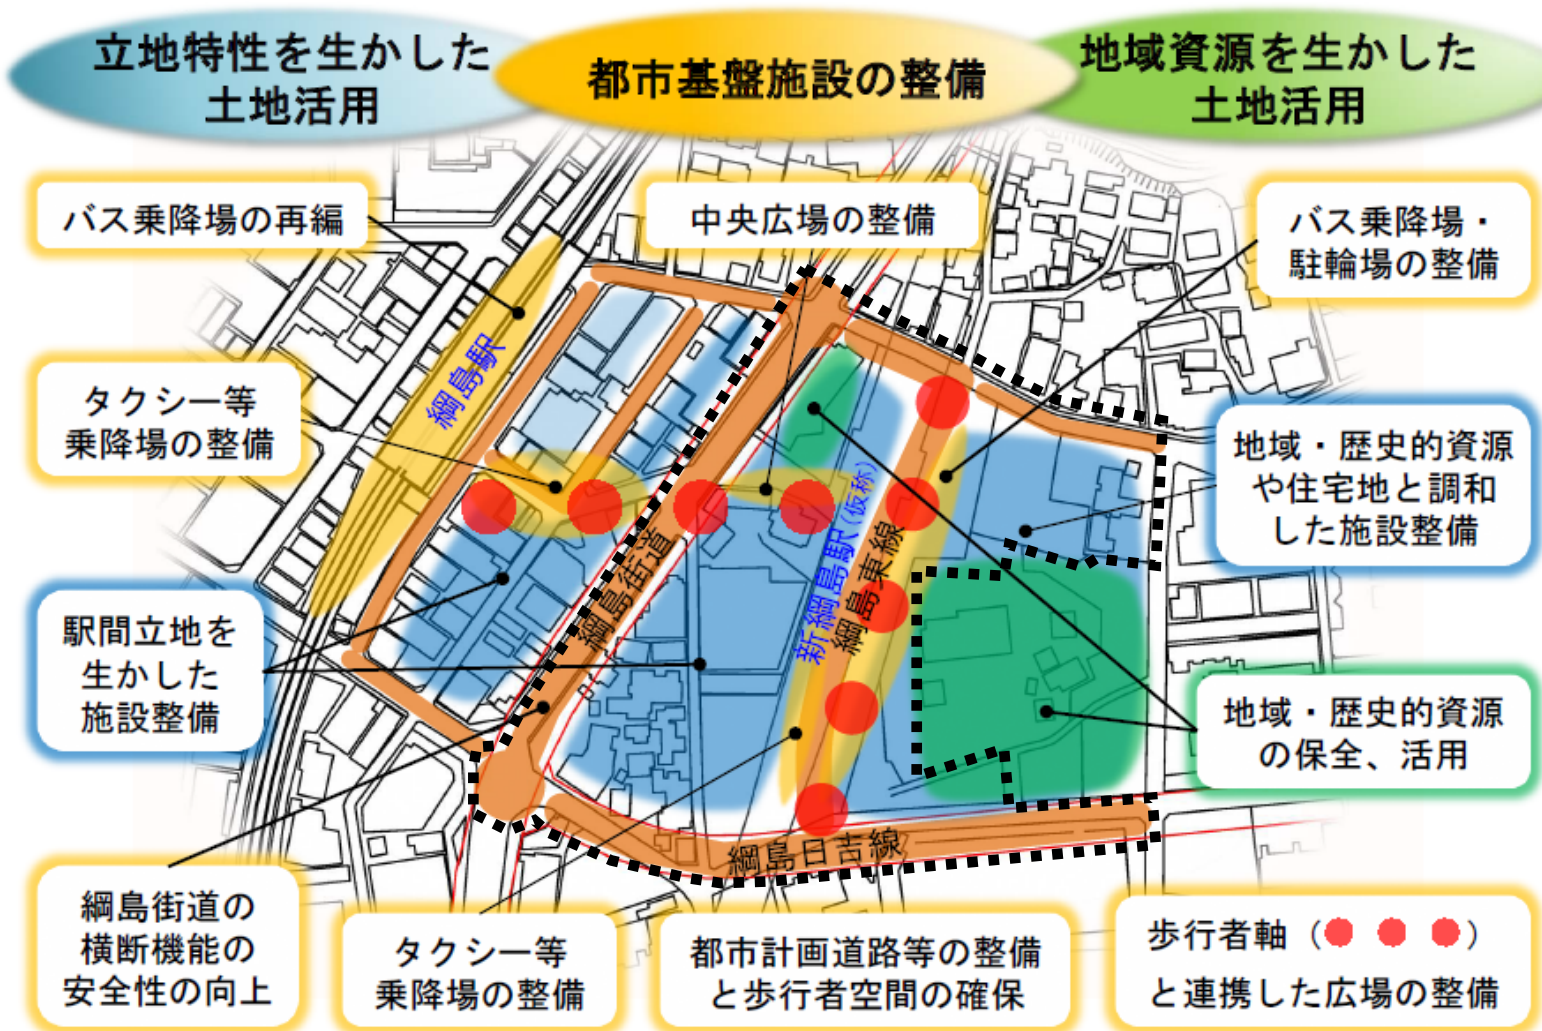 立地特性を生かした
土地活用
都市基盤施設の整備
地域資源を生かした
土地活用
バス乗降場の再編
中央広場の整備
バス乗降場・
駐輪場の整備
綱島駅
タクシー等
乗降場の整備
地域・歴史的資源
や住宅地と調和
した施設整備
綱島街道
新綱島駅(仮称)
綱島東線
駅間立地を
生かした
施設整備
地域・歴史的資源
の保全、活用
綱島日吉線
綱島街道の
横断機能の
安全性の向上
タクシー等
乗降場の整備
都市計画道路等の整備
と歩行者空間の確保
歩行者軸（● ● ●）
と連携した広場の整備